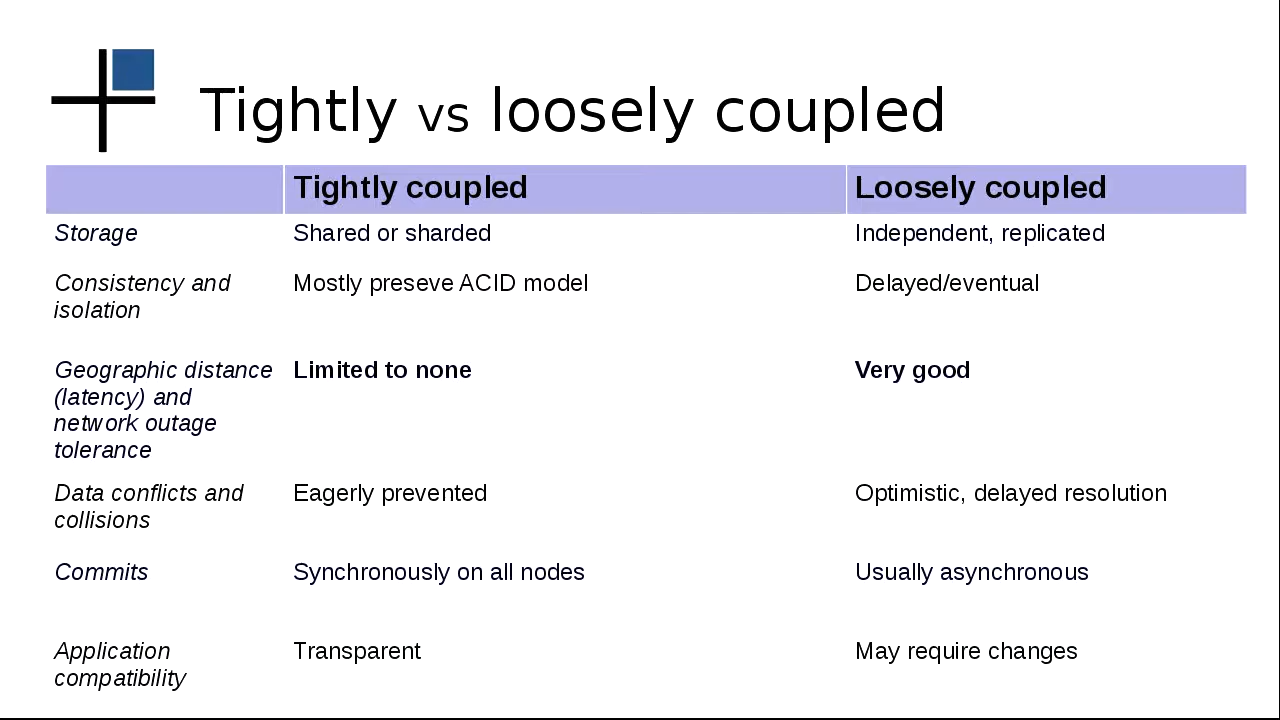 Tightly vs loosely coupled
Tightly coupled
Loosely coupled
Storage
Shared or sharded
Independent, replicated
Consistency and
isolation
Mostly preseve ACID model
Delayed/eventual
Geographic distance
(latency) and
network outage
tolerance
Limited to none
Very good
Data conflicts and
collisions
Eagerly prevented
Optimistic, delayed resolution
Commits
Synchronously on all nodes
Usually asynchronous
Application
compatibility
Transparent
May require changes